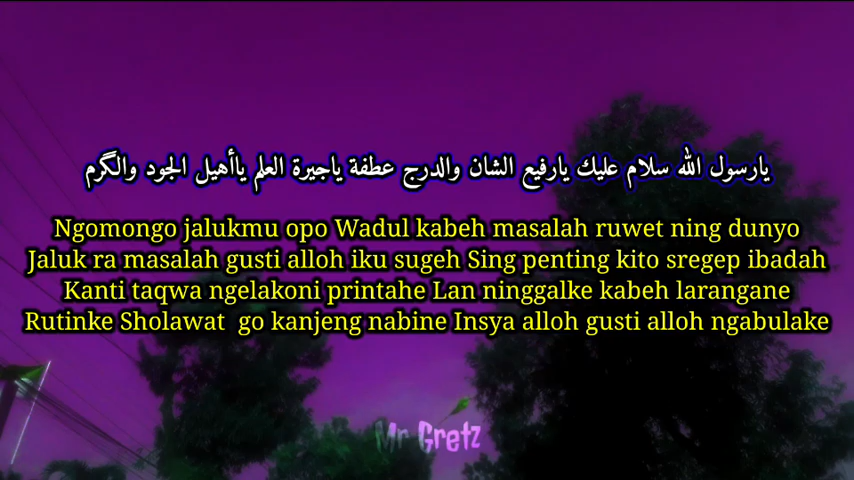 يارسول الله سلام عليك يارفيع الشان والدرج عطفة ياجيرة العلم ياأهيل الجود والگرم
Ngomongo jalukmu opo Wadul kabeh masalah ruwet ning dunyo
Jaluk ra masalah gusti alloh iku sugeh Sing penting kito sregep ibadah
Kanti taqwa ngelakoni printahe Lan ninggalke kabeh larangane
Rutinke Sholawat go kanjeng nabine Insya alloh gusti alloh ngabulake
Mr Gretz